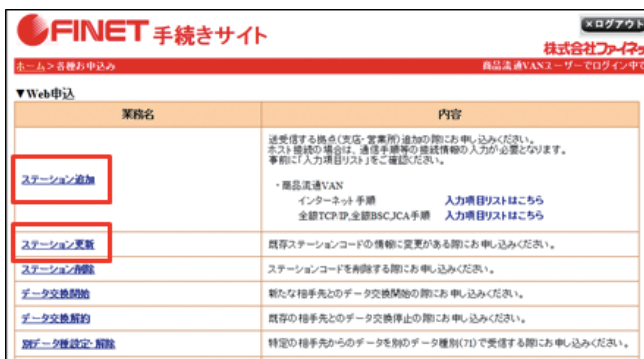 FINET 手続きサイト
×ログアウト
株式会社ファイネッ
ホーム>各種お申込み
商品流通VANユーザーでログイン中で
▼Web申込
業務名
内容
ステーション追加
送受信する拠点(支店・営業所)追加の際にお申し込みください。
ホスト接続の場合は、通信手順等の接続情報の入力が必要となります。
事前に「入力項目リスト」をご確認ください。
・商品流通VAN
インターネット手順 入力項目リストはこちら
全銀TCP/IP,全銀BSC,JCA手順 入力項目リストはこちら
ステーション更新
既存ステーションコードの情報に変更がある際にお申し込みください。
ステーション削除
ステーションコードを削除する際にお申し込みください。
データ交換開始
新たな相手先とのデータ交換開始の際にお申し込みください。
データ交換解約
既存の相手先とのデータ交換停止の際にお申し込みください。
別データ種設定・解除
特定の相手先からのデータを別のデータ種別(71)で受信する際にお申し込みください。